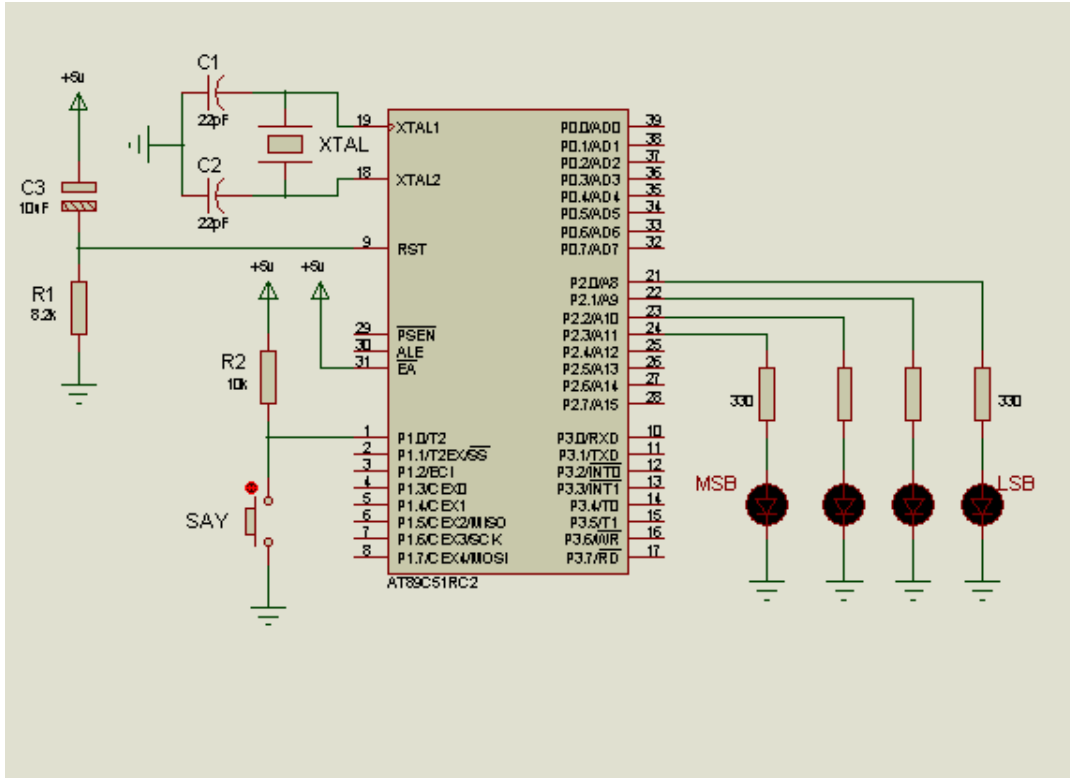 C1
+5u
22pF
XTAL
C2
22pF
C3
10uF
R1
8.2k
+5u
+5u
R2
10k
SAY
19
XTAL1
18
XTAL2
9
RST
29
PSEN
30
ALE
31
EA
1
P1.0/T2
2
P1.1/T2EX/SS
3
P1.2/ECI
4
P1.3/CEX0
5
P1.4/CEX1
6
P1.5/CEX2/MISO
7
P1.6/CEX3/SCK
8
P1.7/CEX4/MOSI
AT89C51RC2
P0.0/AD0
39
P0.1/AD1
38
P0.2/AD2
37
P0.3/AD3
36
P0.4/AD4
35
P0.5/AD5
34
P0.6/AD6
33
P0.7/AD7
32
P2.0/A8
21
P2.1/A9
22
P2.2/A10
23
P2.3/A11
24
P2.4/A12
25
P2.5/A13
26
P2.6/A14
27
P2.7/A15
28
P3.0/RXD
10
P3.1/TXD
11
P3.2/INT0
12
P3.3/INT1
13
P3.4/T0
14
P3.5/T1
15
P3.6/WR
16
P3.7/RD
17
330
330
MSB
LSB